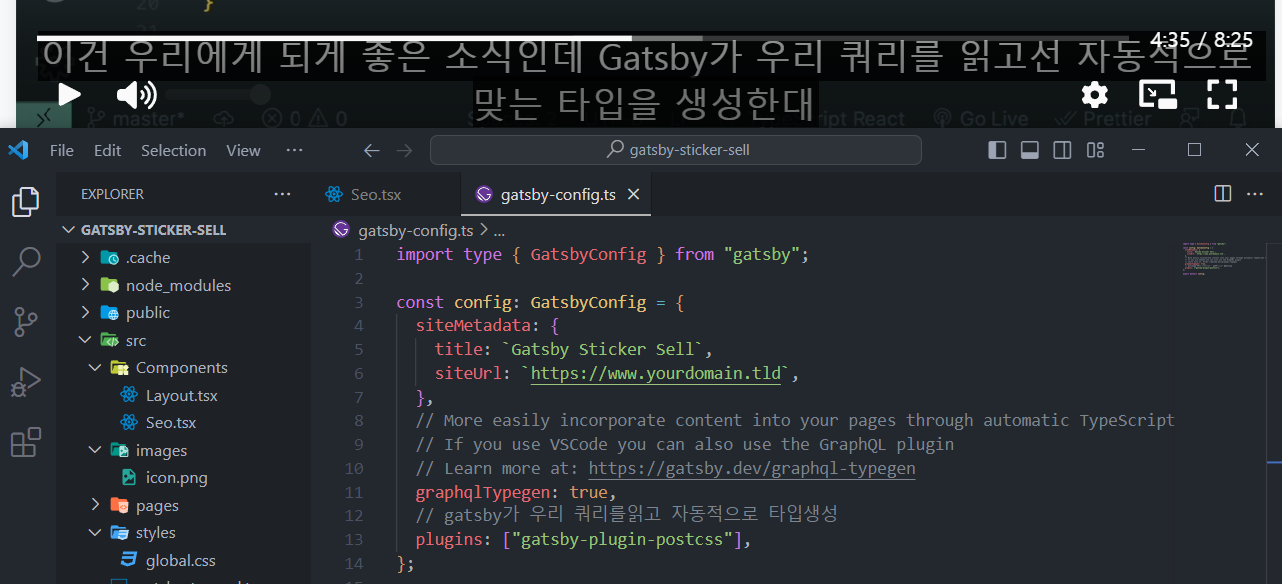 20 }
이건 우리에게 되게 좋은 소식인데 Gatsby가 우리 쿼리를 읽고선 자동적으로
4:35 / 8:25
맞는 타입을 생성한대
master* 0 0 Script React Go Live Prettier
File Edit Selection View ... gatsby-sticker-sell
EXPLORER ... Seo.tsx gatsby-config.ts
GATSBY-STICKER-SELL
gatsby-config.ts > ...
.cache
node_modules
public
src
Components
Layout.tsx
Seo.tsx
images
icon.png
pages
styles
global.css
1 import type { GatsbyConfig } from "gatsby";
2
3 const config: GatsbyConfig = {
4 siteMetadata: {
5 title: `Gatsby Sticker Sell`,
6 siteUrl: `https://www.yourdomain.tld`,
7 },
8 // More easily incorporate content into your pages through automatic TypeScript
9 // If you use VSCode you can also use the GraphQL plugin
10 // Learn more at: https://gatsby.dev/graphql-typegen
11 graphqlTypegen: true,
12 // gatsby가 우리 쿼리를읽고 자동적으로 타입생성
13 plugins: ["gatsby-plugin-postcss"],
14 };
15